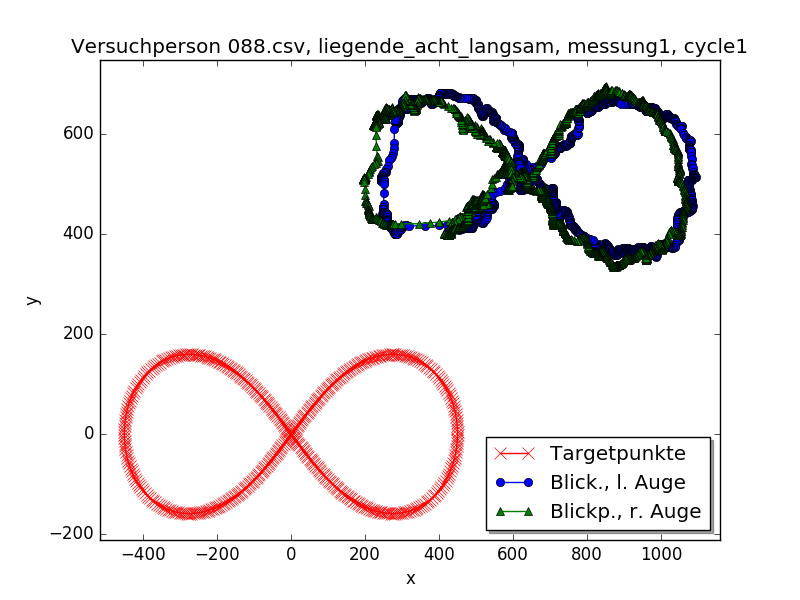 Versuchperson 088.csv, liegende_acht_langsam, messung1, cycle1
y
600
400
200
0
−200
−400
−200
0
200
400
600
800
1000
x
Targetpunkte
Blick., l. Auge
Blickp., r. Auge